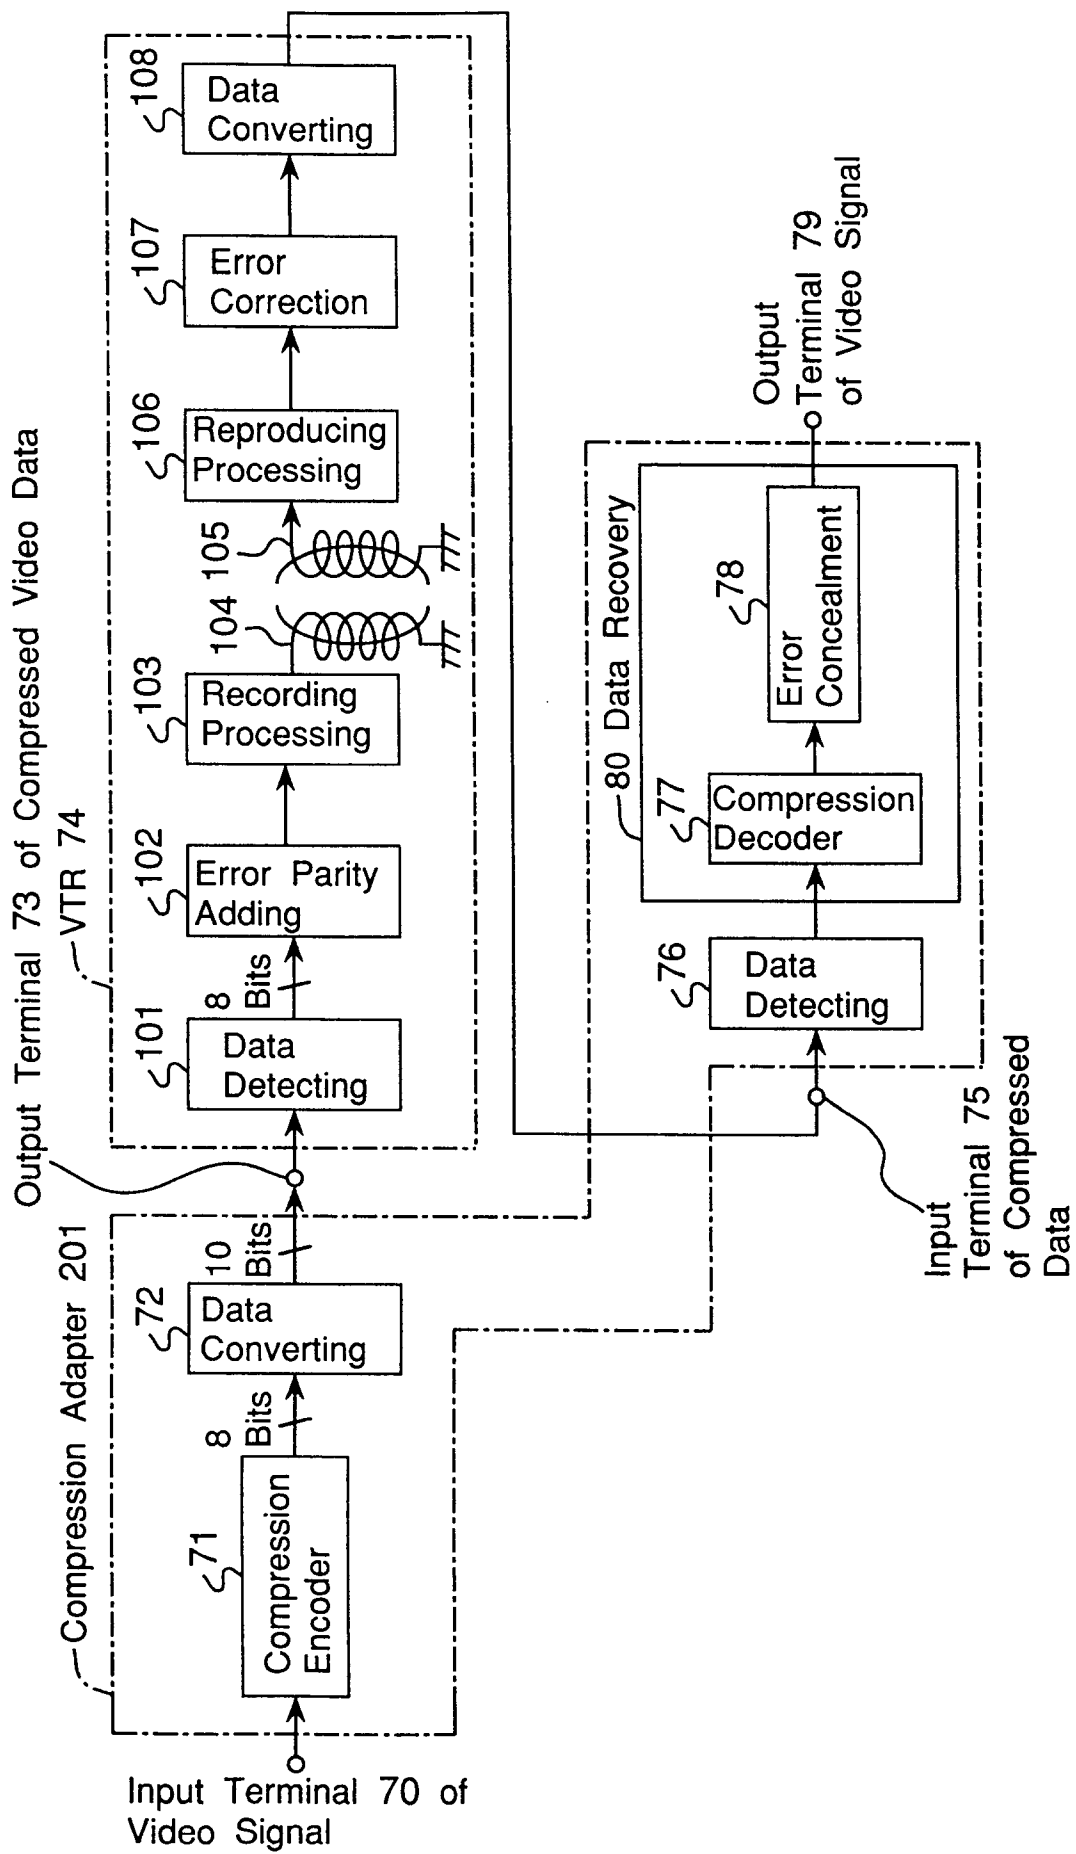 Input Terminal 70 of
Video Signal
Compression Adapter 201
71
Compression
Encoder
8
Bits
72
Data
Converting
10
Bits
Output Terminal 73 of Compressed Video Data
VTR 74
101
Data
Detecting
8
Bits
102
Error Parity
Adding
103
Recording
Processing
104
105
106
Reproducing
Processing
107
Error
Correction
108
Data
Converting
Input
Terminal 75
of Compressed
Data
76
Data
Detecting
80 Data Recovery
77
Compression
Decoder
78
Error
Concealment
Output
Terminal 79
of Video Signal